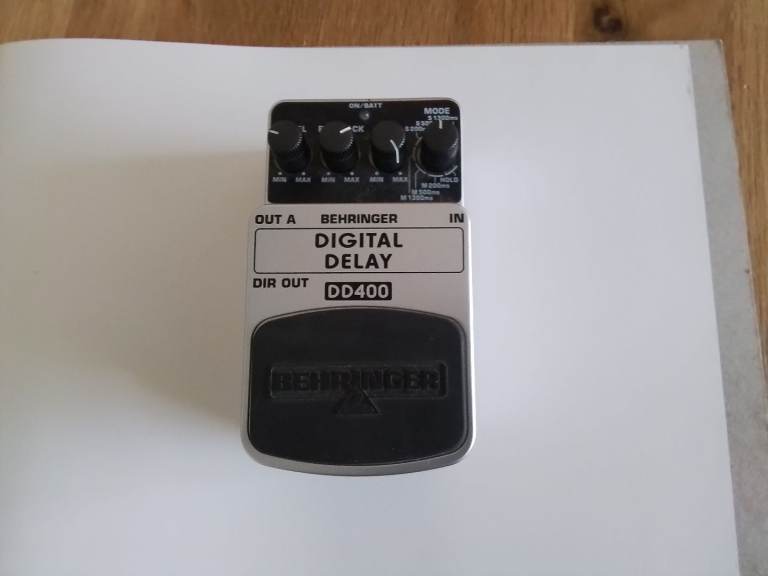 ON/BATT
MODE
S 1300ms
MIN MAX MIN MAX MIN MAX
HOLD
M 200ms
M 500ms
M 1300ms
OUT A BEHRINGER IN
DIGITAL
DELAY
DIR OUT DD400
BEHRINGER